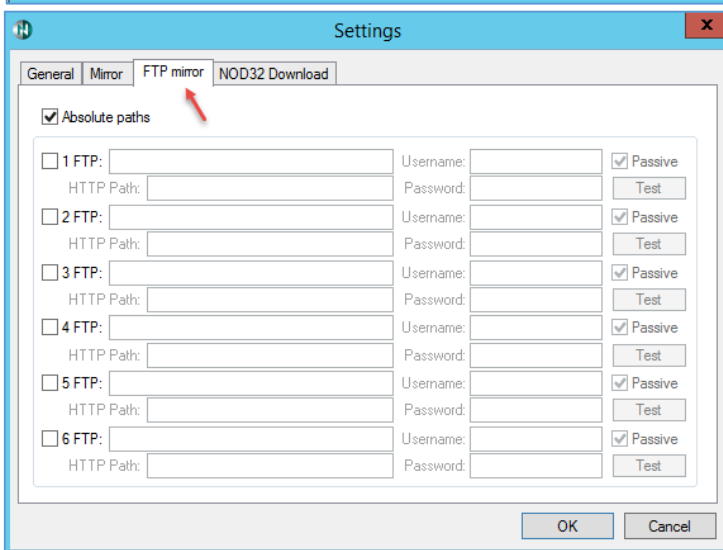 Settings
General Mirror FTP mirror NOD32 Download
Absolute paths
1 FTP: Username: Passive
HTTP Path: Password: Test
2 FTP: Username: Passive
HTTP Path: Password: Test
3 FTP: Username: Passive
HTTP Path: Password: Test
4 FTP: Username: Passive
HTTP Path: Password: Test
5 FTP: Username: Passive
HTTP Path: Password: Test
6 FTP: Username: Passive
HTTP Path: Password: Test
OK Cancel